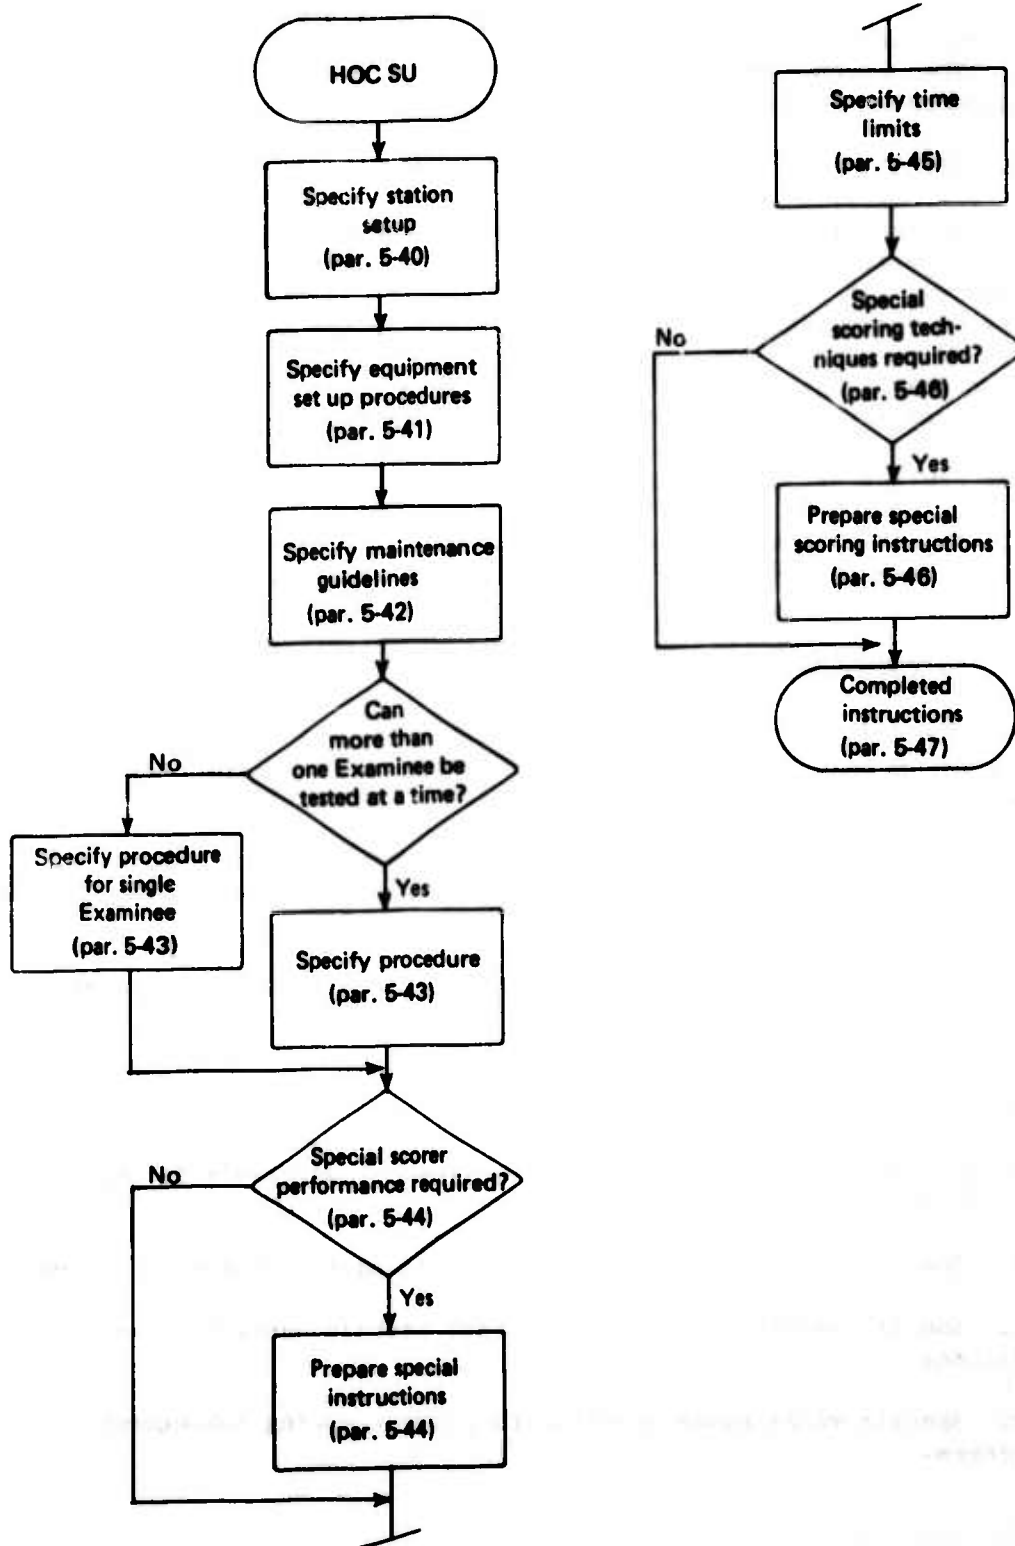 HOC SU
Specify station
setup
(par. 5-40)
Specify equipment
set up procedures
(par. 5-41)
Specify maintenance
guidelines
(par. 5-42)
Can
more than
one Examinee be
tested at a time?
No
Yes
Specify procedure
for single
Examinee
(par. 5-43)
Specify procedure
(par. 5-43)
Special scorer
performance required?
(par. 5-44)
No
Yes
Prepare special
instructions
(par. 5-44)
Specify time
limits
(par. 5-45)
Special
scoring tech-
niques required?
(par. 5-46)
No
Yes
Prepare special
scoring instructions
(par. 5-46)
Completed
instructions
(par. 5-47)